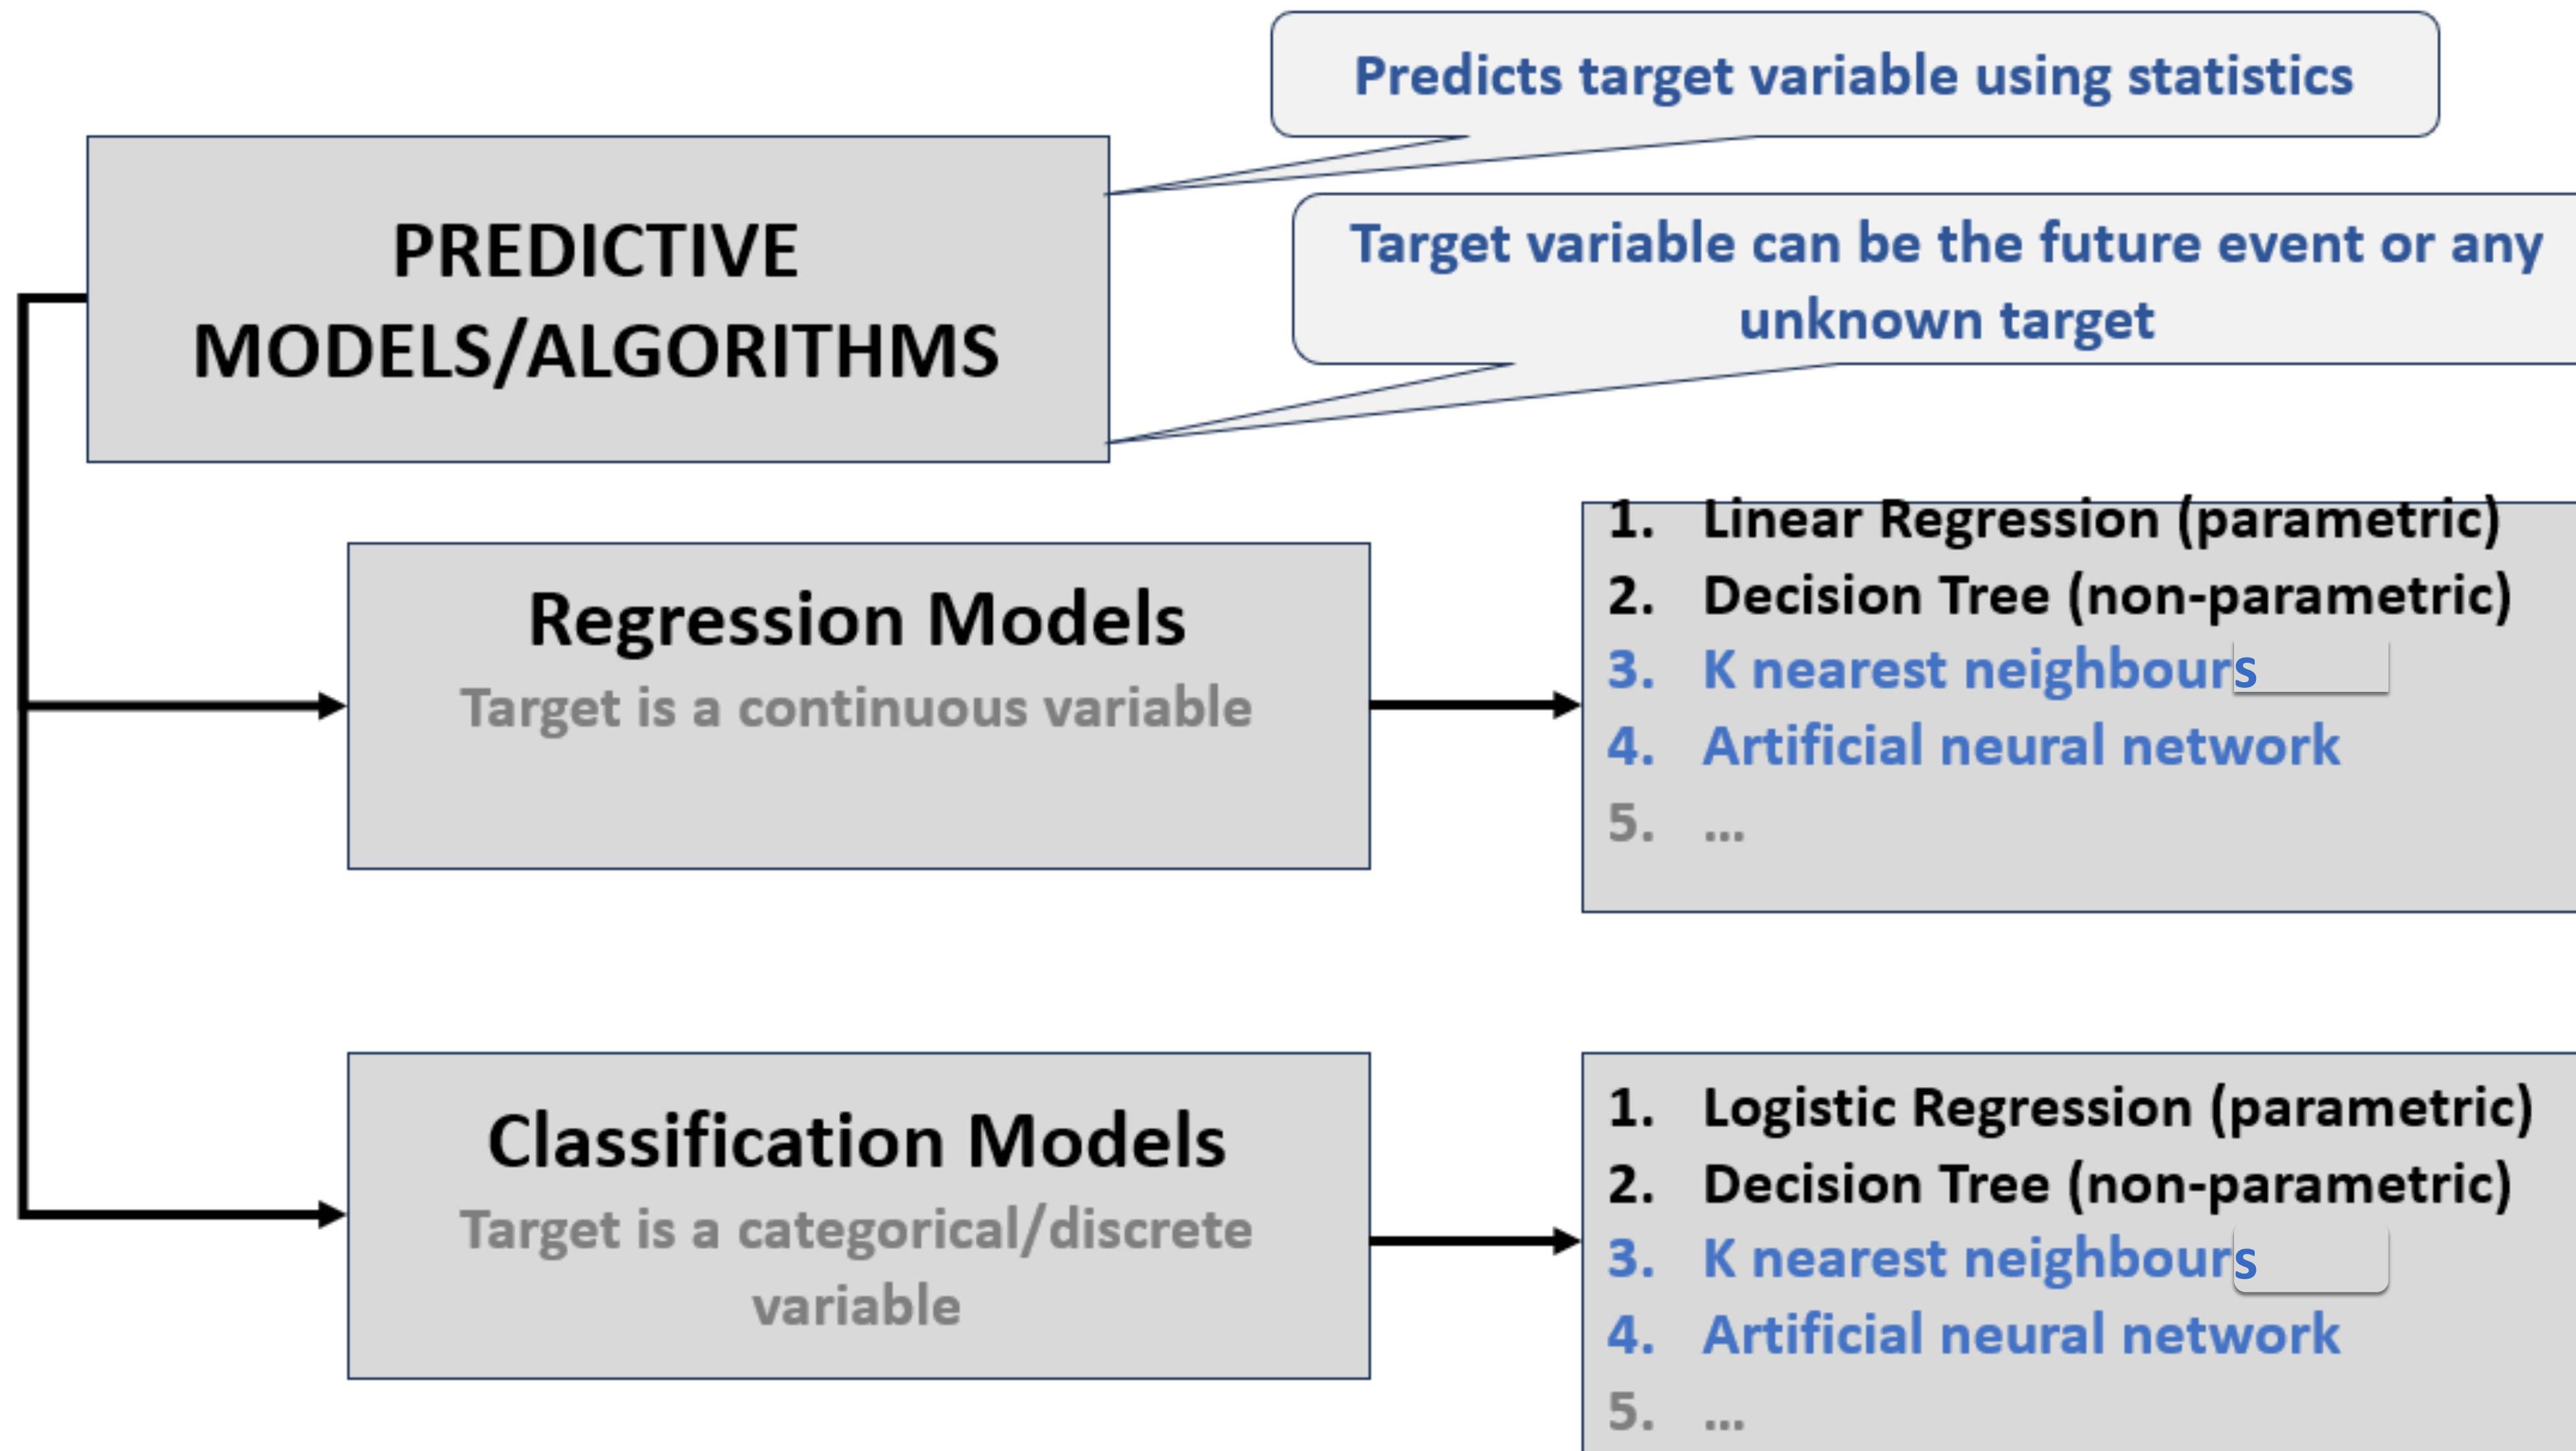 Predicts target variable using statistics
PREDICTIVE
MODELS/ALGORITHMS
Target variable can be the future event or any
unknown target
Regression Models
Target is a continuous variable
1. Linear Regression (parametric)
2. Decision Tree (non-parametric)
3. K nearest neighbours
4. Artificial neural network
5. ...
Classification Models
Target is a categorical/discrete
variable
1. Logistic Regression (parametric)
2. Decision Tree (non-parametric)
3. K nearest neighbours
4. Artificial neural network
5. ...